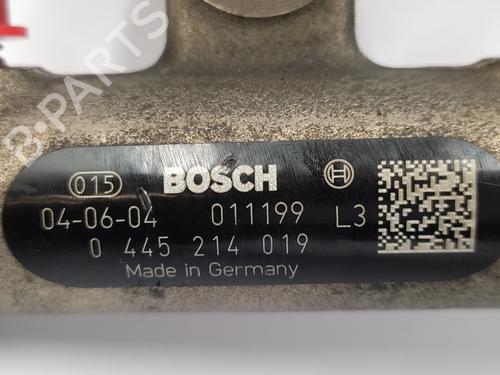 B-PARTS
015 BOSCH
04-06-04 011199 L3
0 445 214 019
Made in Germany